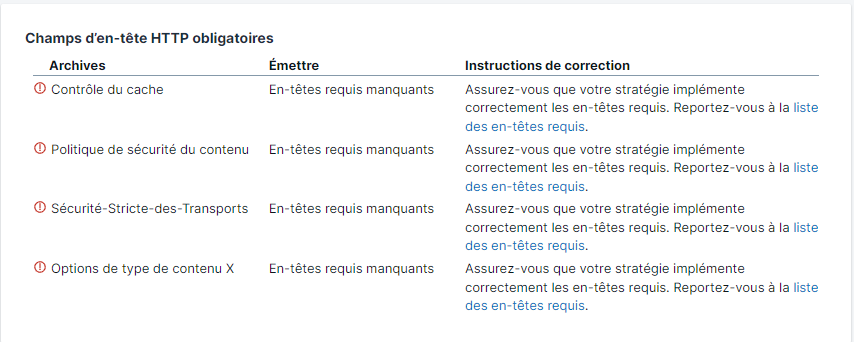 Champs d’en-tête HTTP obligatoires
Archives Émettre Instructions de correction
Contrôle du cache En-têtes requis manquants Assurez-vous que votre stratégie implémente
correctement les en-têtes requis. Reportez-vous à la liste
des en-têtes requis.
Politique de sécurité du contenu En-têtes requis manquants Assurez-vous que votre stratégie implémente
correctement les en-têtes requis. Reportez-vous à la liste
des en-têtes requis.
Sécurité-Stricte-des-Transports En-têtes requis manquants Assurez-vous que votre stratégie implémente
correctement les en-têtes requis. Reportez-vous à la liste
des en-têtes requis.
Options de type de contenu X En-têtes requis manquants Assurez-vous que votre stratégie implémente
correctement les en-têtes requis. Reportez-vous à la liste
des en-têtes requis.